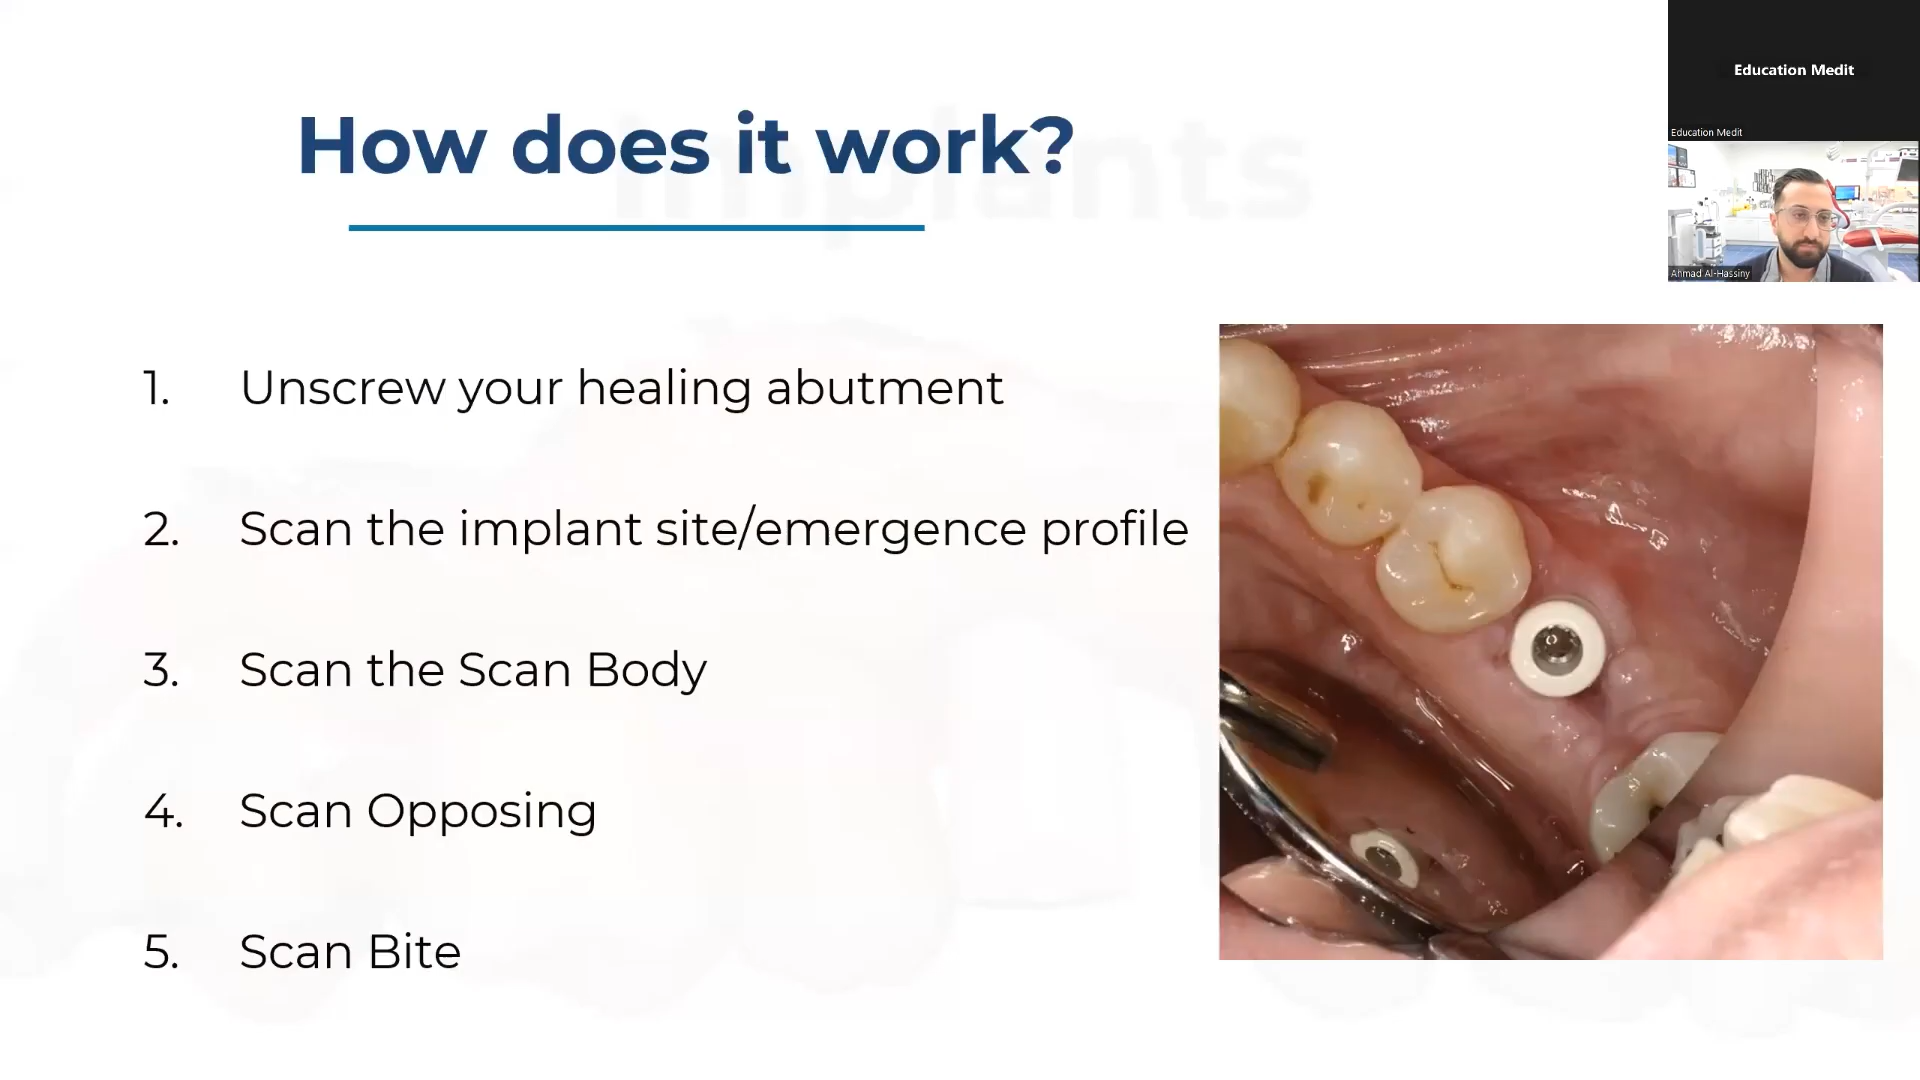 Education Medit
Education Medit
Ahmad Al-Hassiny
Implants
How does it work?
1. Unscrew your healing abutment
2. Scan the implant site/emergence profile
3. Scan the Scan Body
4. Scan Opposing
5. Scan Bite